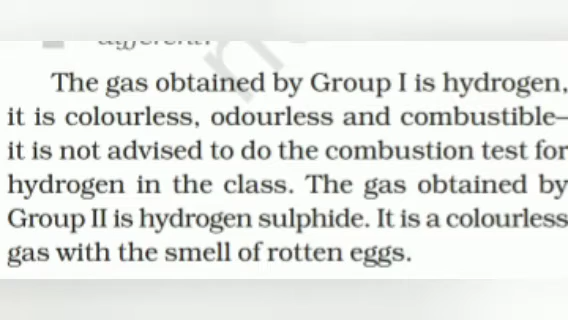 The gas obtained by Group I is hydrogen,
it is colourless, odourless and combustible–
it is not advised to do the combustion test for
hydrogen in the class. The gas obtained by
Group II is hydrogen sulphide. It is a colourless
gas with the smell of rotten eggs.